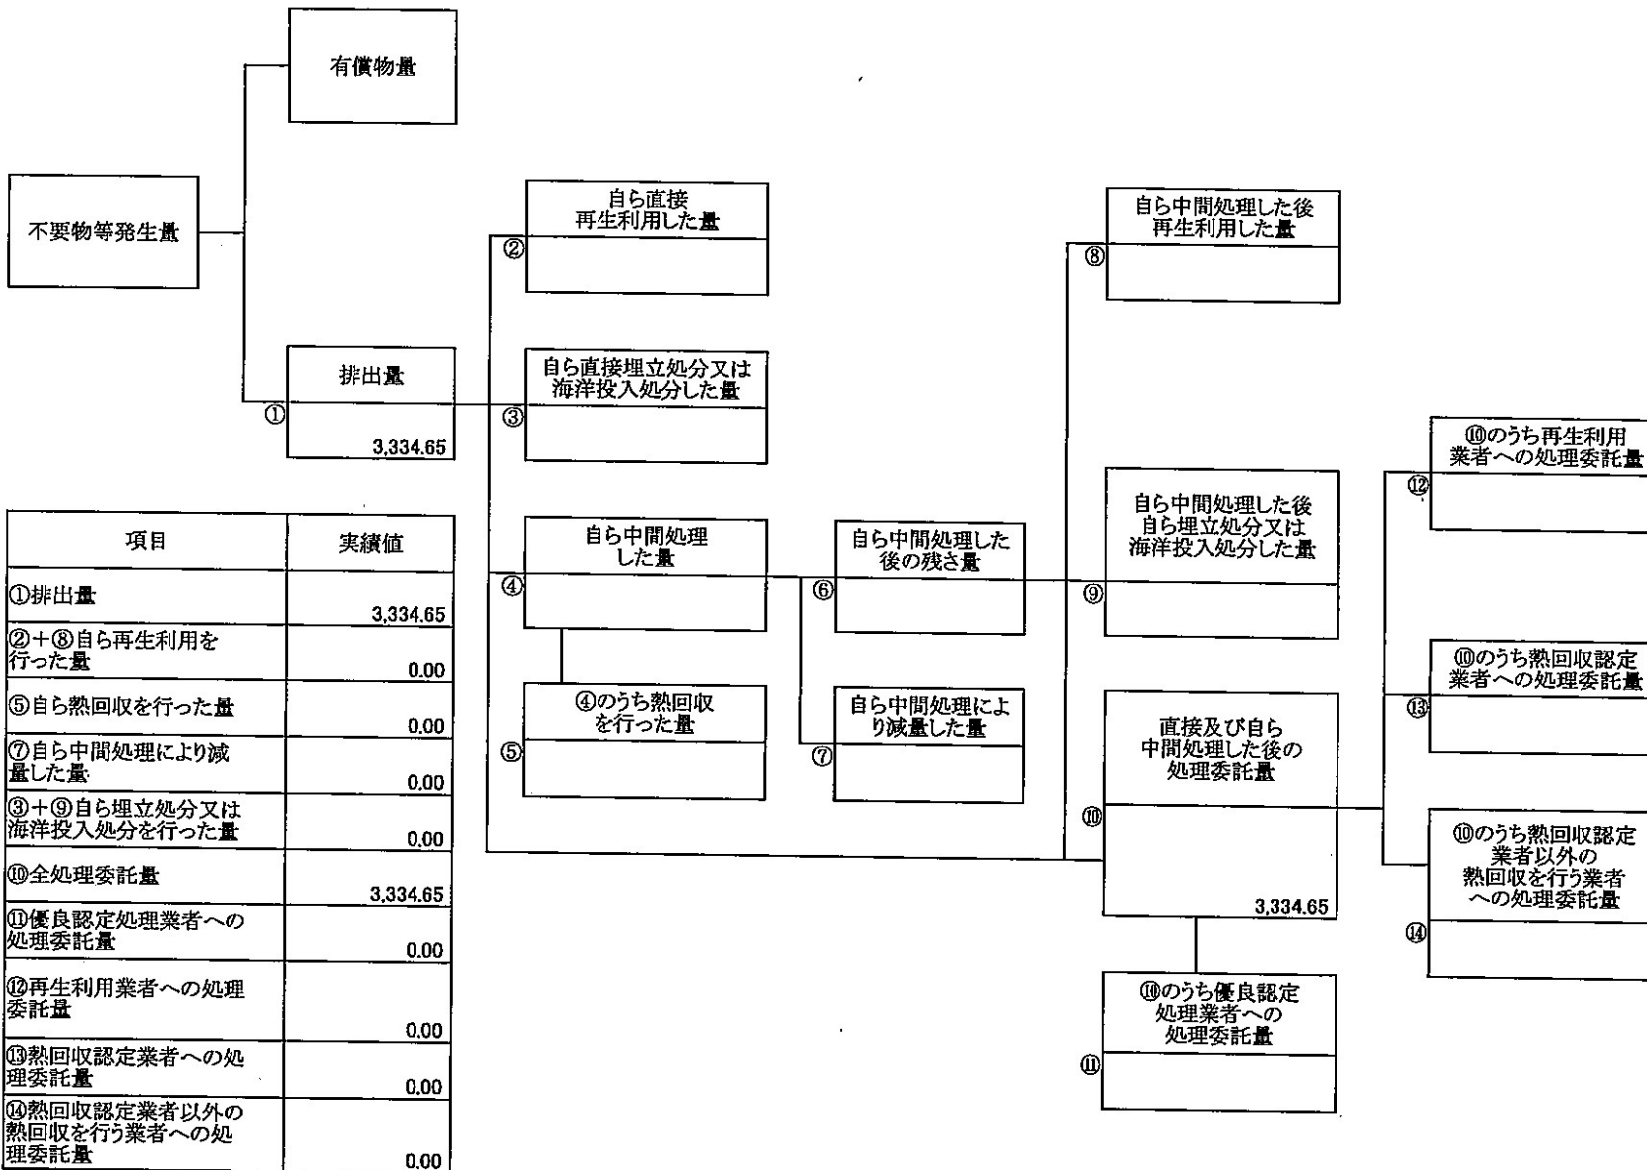 有償物量
不要物等発生量
排出量
①
3,334.65
自ら直接
再生利用した量
②
自ら直接埋立処分又は
海洋投入処分した量
③
自ら中間処理
した量
④
④のうち熱回収
を行った量
⑤
自ら中間処理した
後の残さ量
⑥
自ら中間処理によ
り減量した量
⑦
自ら中間処理した後
再生利用した量
⑧
自ら中間処理した後
自ら埋立処分又は
海洋投入処分した量
⑨
直接及び自ら
中間処理した後の
処理委託量
⑩
3,334.65
⑩のうち優良認定
処理業者への
処理委託量
⑪
⑩のうち再生利用
業者への処理委託量
⑫
⑩のうち熱回収認定
業者への処理委託量
⑬
⑩のうち熱回収認定
業者以外の
熱回収を行う業者
への処理委託量
⑭
項目 実績値
①排出量
3,334.65
②+⑧自ら再生利用を
行った量
0.00
⑤自ら熱回収を行った量
0.00
⑦自ら中間処理により減
量した量
0.00
③+⑨自ら埋立処分又は
海洋投入処分を行った量
0.00
⑩全処理委託量
3,334.65
⑪優良認定処理業者への
処理委託量
0.00
⑫再生利用業者への処理
委託量
0.00
⑬熱回収認定業者への処
理委託量
0.00
⑭熱回収認定業者以外の
熱回収を行う業者への処
理委託量
0.00